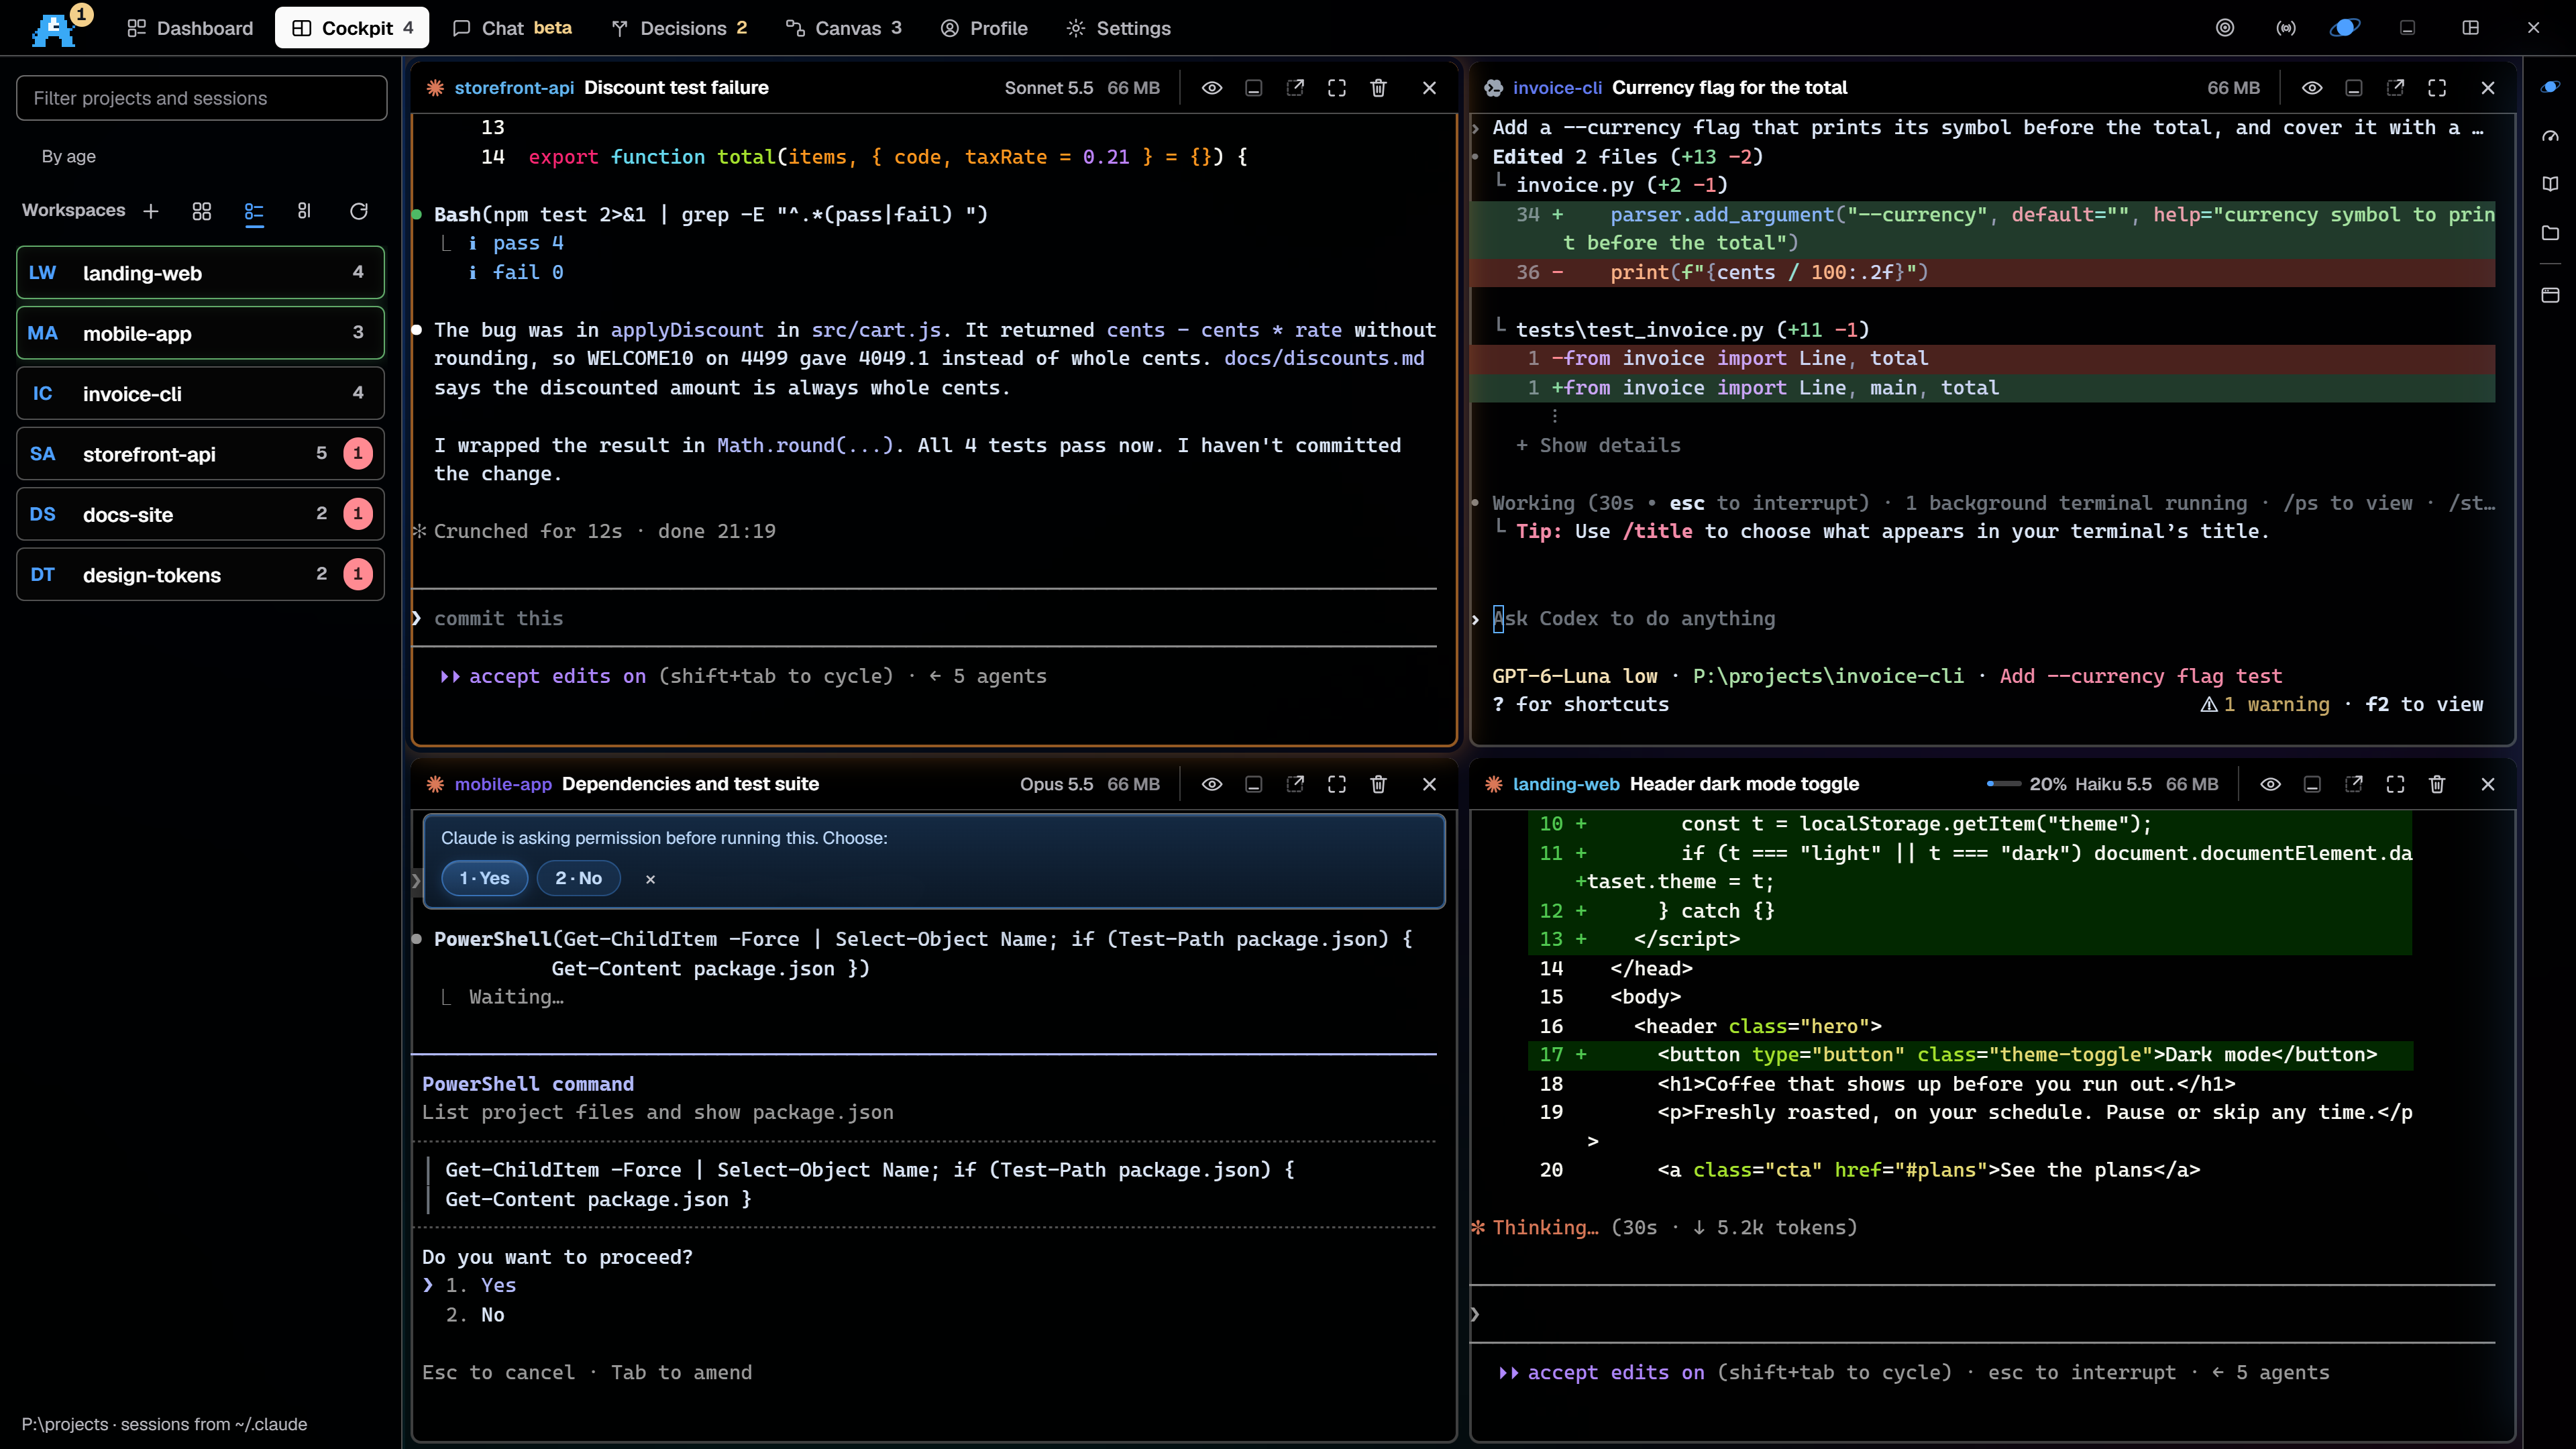 1
Dashboard
Cockpit 4
Chat beta
Decisions 2
Canvas 3
Profile
Settings
Filter projects and sessions
By age
Workspaces
LW landing-web 4
MA mobile-app 3
IC invoice-cli 4
SA storefront-api 5 1
DS docs-site 2 1
DT design-tokens 2 1
P:\projects · sessions from ~/.claude
storefront-api Discount test failure Sonnet 5.5 66 MB
13
14 export function total(items, { code, taxRate = 0.21 } = {}) {
Bash(npm test 2>&1 | grep -E "^.*(pass|fail) ")
ℹ pass 4
ℹ fail 0
The bug was in applyDiscount in src/cart.js. It returned cents - cents * rate without
rounding, so WELCOME10 on 4499 gave 4049.1 instead of whole cents. docs/discounts.md
says the discounted amount is always whole cents.
I wrapped the result in Math.round(...). All 4 tests pass now. I haven't committed
the change.
✻ Crunched for 12s · done 21:19
❯ commit this
⏵⏵ accept edits on (shift+tab to cycle) · ← 5 agents
invoice-cli Currency flag for the total 66 MB
› Add a --currency flag that prints its symbol before the total, and cover it with a …
• Edited 2 files (+13 -2)
└ invoice.py (+2 -1)
34 + parser.add_argument("--currency", default="", help="currency symbol to prin
t before the total")
36 - print(f"{cents / 100:.2f}")
└ tests\test_invoice.py (+11 -1)
1 -from invoice import Line, total
1 +from invoice import Line, main, total
⋮
+ Show details
• Working (30s • esc to interrupt) · 1 background terminal running · /ps to view · /st…
└ Tip: Use /title to choose what appears in your terminal’s title.
› Ask Codex to do anything
GPT-6-Luna low · P:\projects\invoice-cli · Add --currency flag test
? for shortcuts ⚠ 1 warning · f2 to view
mobile-app Dependencies and test suite Opus 5.5 66 MB
Claude is asking permission before running this. Choose:
1 · Yes 2 · No ×
PowerShell(Get-ChildItem -Force | Select-Object Name; if (Test-Path package.json) {
Get-Content package.json })
Waiting…
PowerShell command
List project files and show package.json
Get-ChildItem -Force | Select-Object Name; if (Test-Path package.json) {
Get-Content package.json }
Do you want to proceed?
❯ 1. Yes
2. No
Esc to cancel · Tab to amend
landing-web Header dark mode toggle 20% Haiku 5.5 66 MB
10 + const t = localStorage.getItem("theme");
11 + if (t === "light" || t === "dark") document.documentElement.da
+taset.theme = t;
12 + } catch {}
13 + </script>
14 </head>
15 <body>
16 <header class="hero">
17 + <button type="button" class="theme-toggle">Dark mode</button>
18 <h1>Coffee that shows up before you run out.</h1>
19 <p>Freshly roasted, on your schedule. Pause or skip any time.</p
>
20 <a class="cta" href="#plans">See the plans</a>
✻ Thinking… (30s · ↓ 5.2k tokens)
❯
⏵⏵ accept edits on (shift+tab to cycle) · esc to interrupt · ← 5 agents